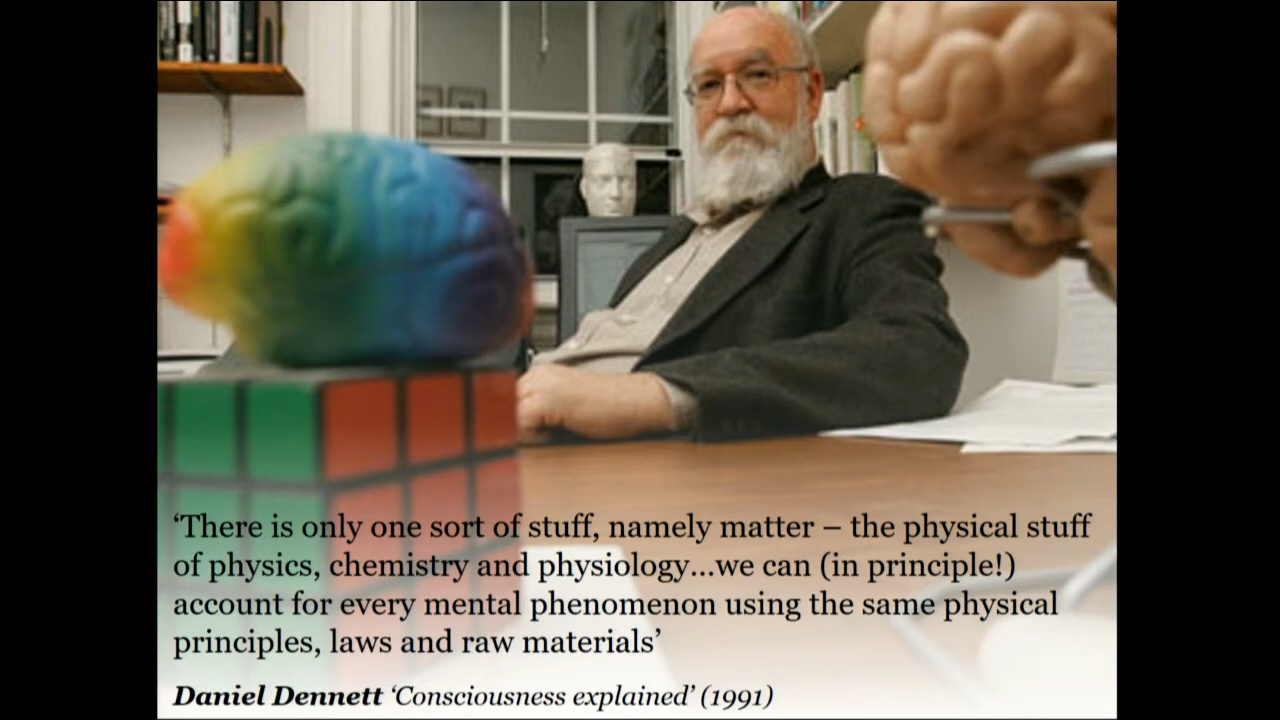 ‘There is only one sort of stuff, namely matter – the physical stuff
of physics, chemistry and physiology...we can (in principle!)
account for every mental phenomenon using the same physical
principles, laws and raw materials’
Daniel Dennett ‘Consciousness explained’ (1991)